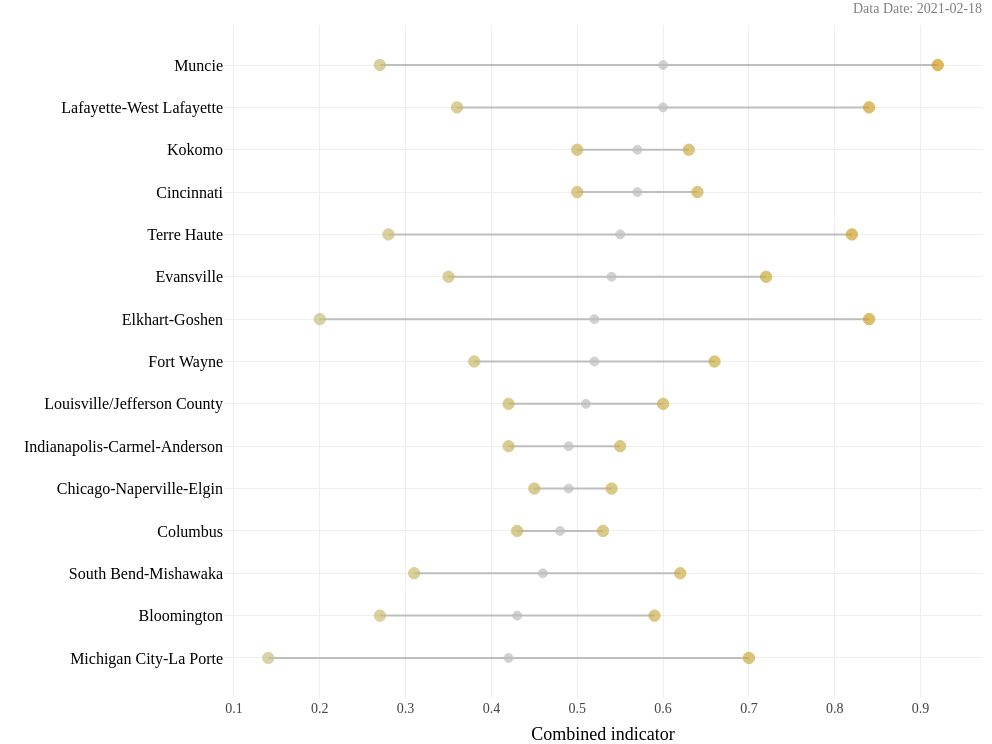 Data Date: 2021-02-18
Muncie
Lafayette-West Lafayette
Kokomo
Cincinnati
Terre Haute
Evansville
Elkhart-Goshen
Fort Wayne
Louisville/Jefferson County
Indianapolis-Carmel-Anderson
Chicago-Naperville-Elgin
Columbus
South Bend-Mishawaka
Bloomington
Michigan City-La Porte
0.1 0.2 0.3 0.4 0.5 0.6 0.7 0.8 0.9
Combined indicator